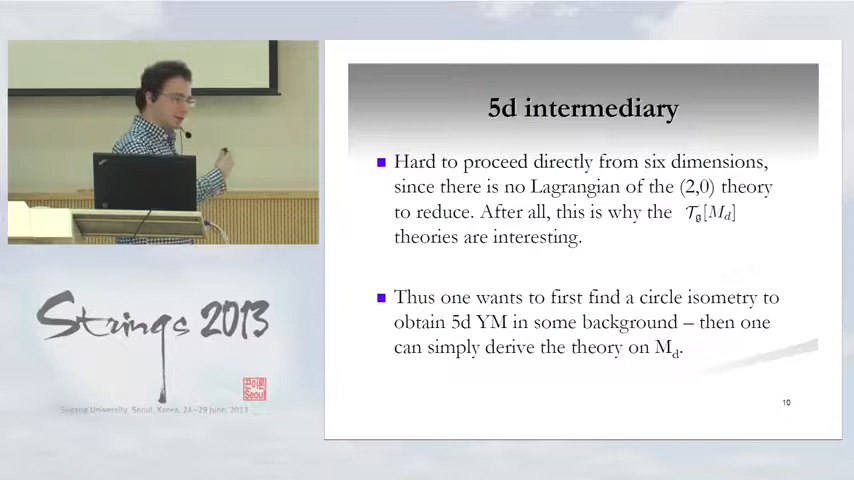 5d intermediary
Hard to proceed directly from six dimensions,
since there is no Lagrangian of the (2,0) theory
to reduce. After all, this is why the 𝒯_𝔤[M_d]
theories are interesting.
Thus one wants to first find a circle isometry to
obtain 5d YM in some background – then one
can simply derive the theory on M_d.
10
Strings 2013
Sogang University, Seoul, Korea, 24–29 June, 2013
Seoul